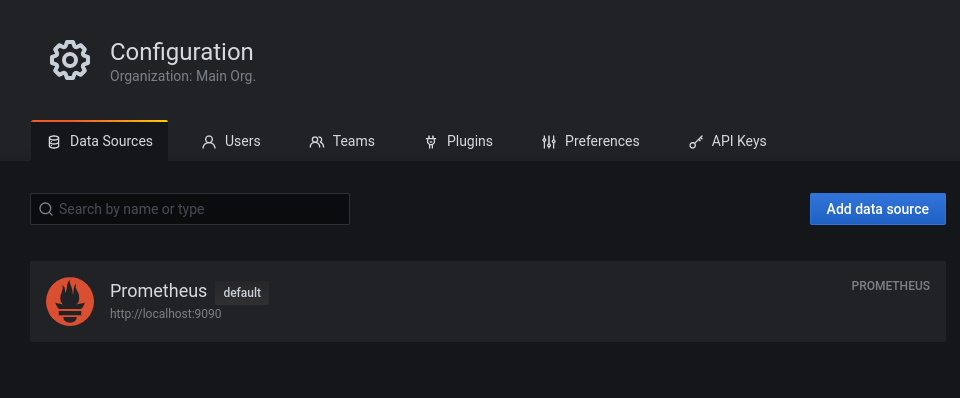 Configuration
Organization: Main Org.
Data Sources Users Teams Plugins Preferences API Keys
Search by name or type
Add data source
Prometheus default
PROMETHEUS
http://localhost:9090